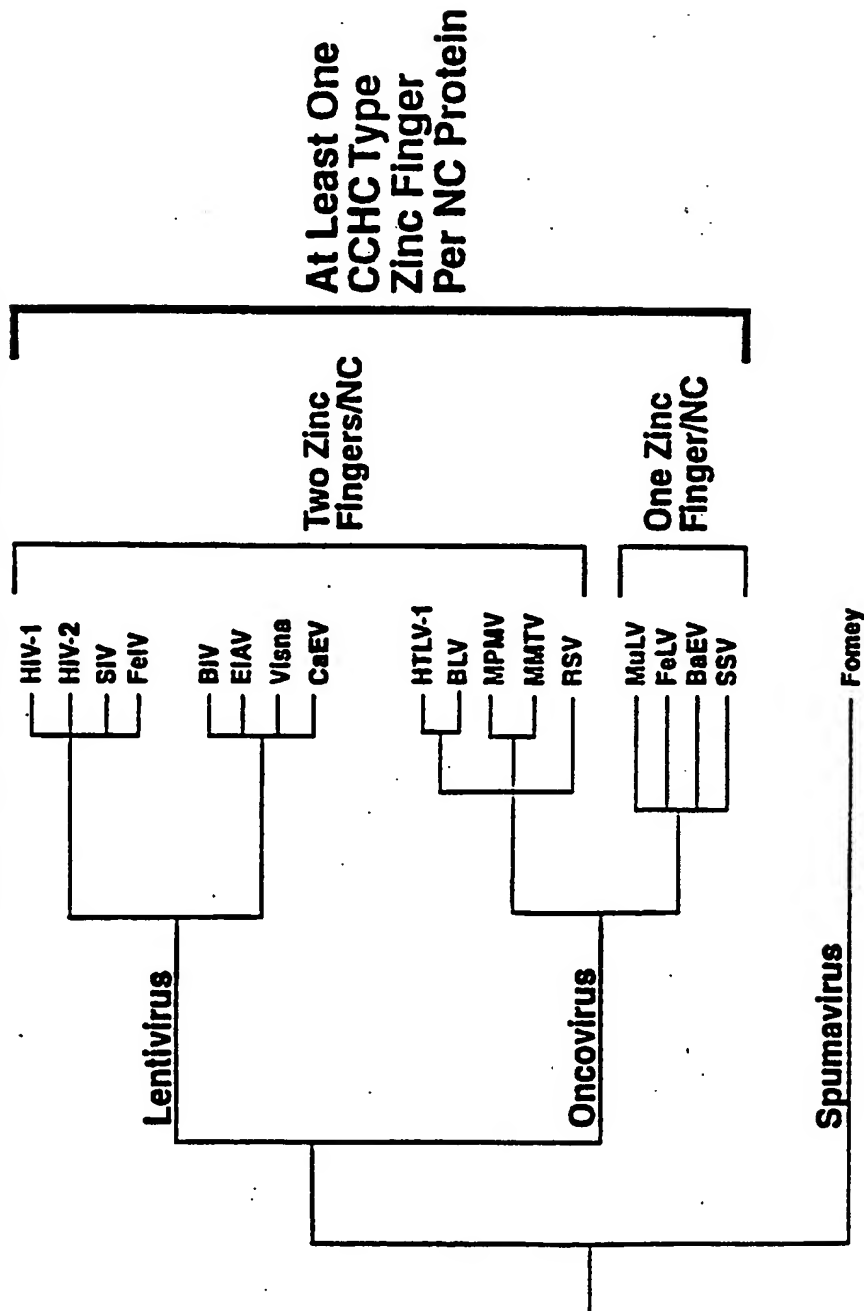 At Least One
CCHC Type
Zinc Finger
Per NC Protein
Two Zinc
Fingers/NC
One Zinc
Finger/NC
HIV-1
HIV-2
SIV
FeIV
BIV
EIAV
Visna
CaEV
HTLV-1
BLV
MPMV
MMTV
RSV
MuLV
FeLV
BaEV
SSV
Fomey
Lentivirus
Oncovirus
Spumavirus